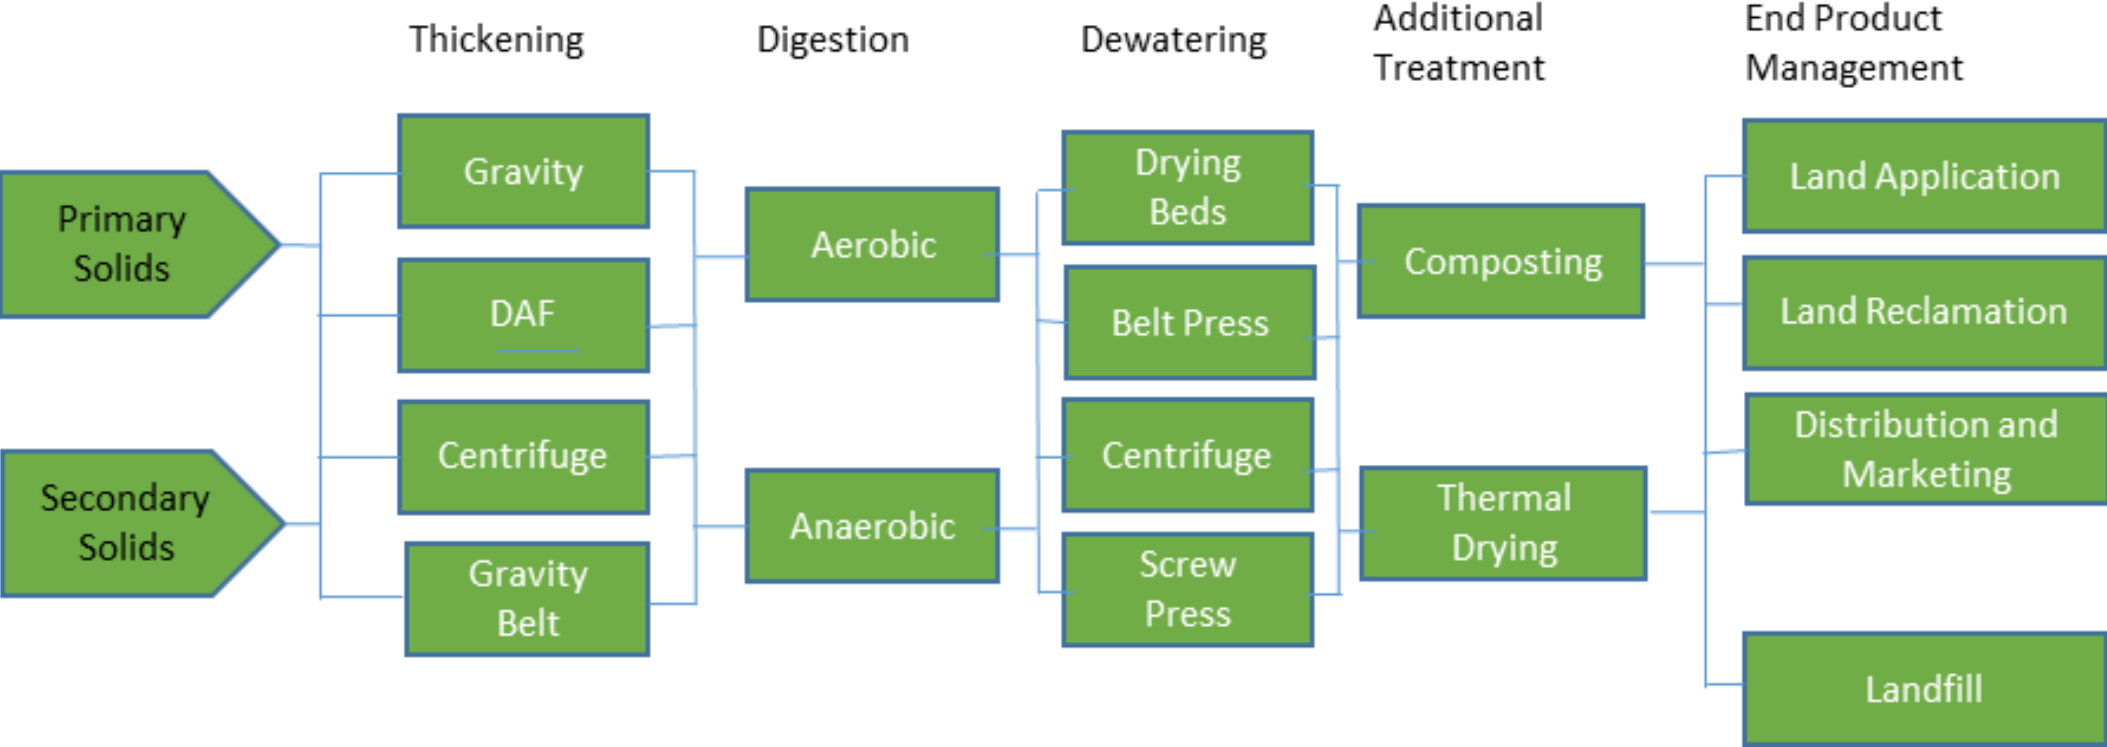 Thickening
Digestion
Dewatering
Additional
Treatment
End Product
Management
Primary
Solids
Secondary
Solids
Gravity
DAF
Centrifuge
Gravity
Belt
Aerobic
Anaerobic
Drying
Beds
Belt Press
Centrifuge
Screw
Press
Composting
Thermal
Drying
Land Application
Land Reclamation
Distribution and
Marketing
Landfill